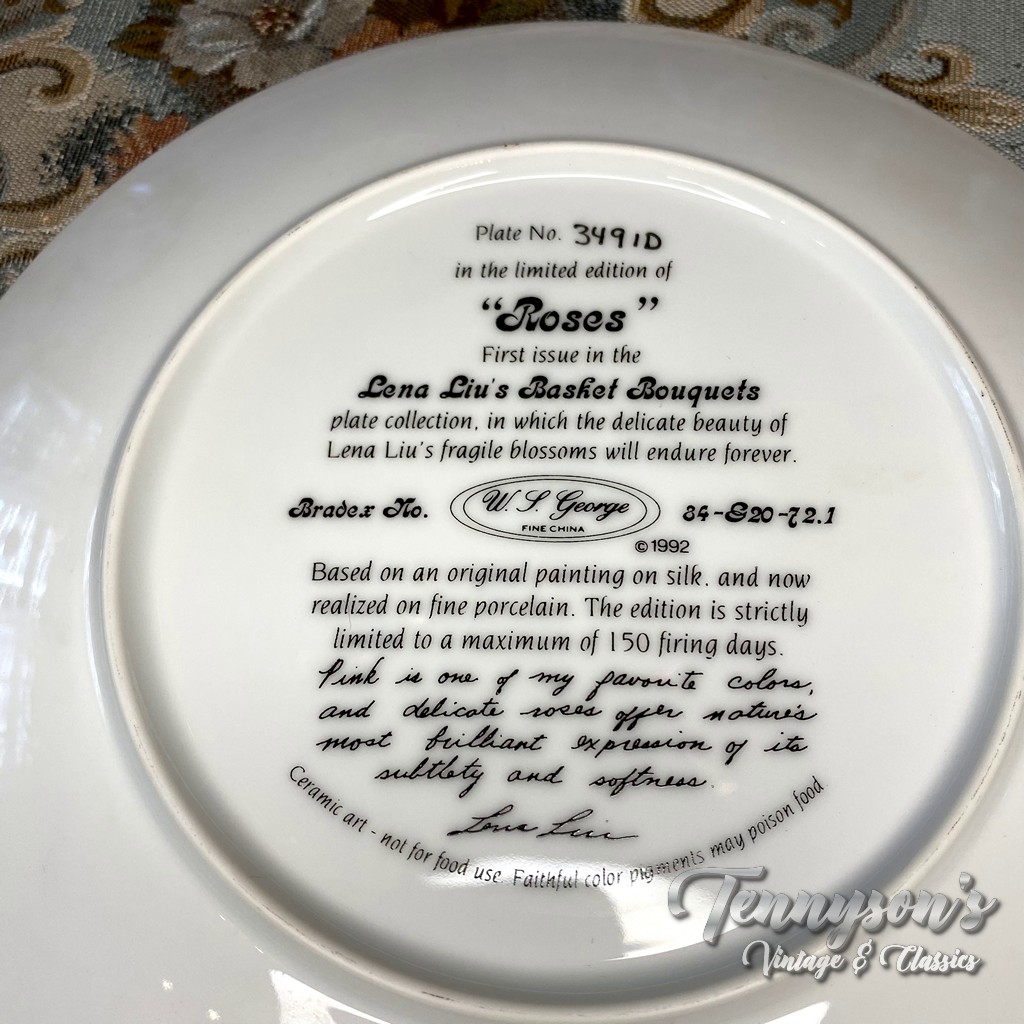 Plate No. 3491D
in the limited edition of
“Roses”
First issue in the
Lena Liu's Basket Bouquets
plate collection, in which the delicate beauty of
Lena Liu's fragile blossoms will endure forever.
Bradex No. W. S. George 84-G20-72.1
FINE CHINA
©1992
Based on an original painting on silk, and now
realized on fine porcelain. The edition is strictly
limited to a maximum of 150 firing days.
Pink is one of my favorite colors,
and delicate roses offer nature's
most brilliant expression of its
subtlety and softness.
Lena Liu
Ceramic art - not for food use. Faithful color pigments may poison food.
Tennyson's
Vintage & Classics